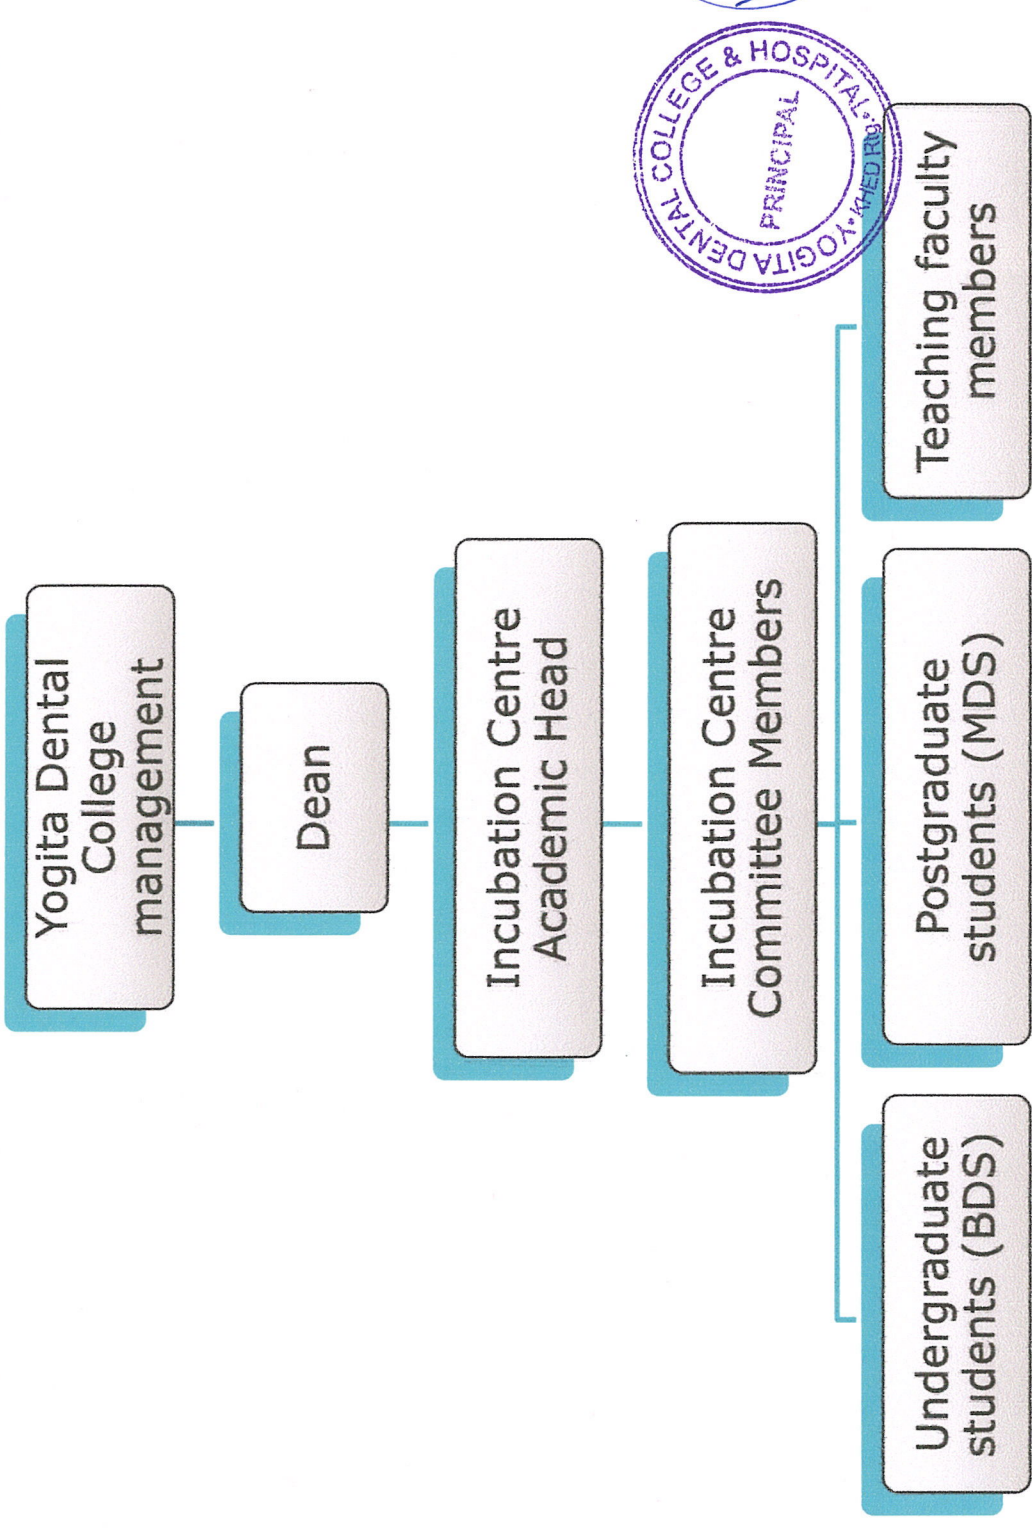 Yogita Dental
College
management
Dean
Incubation Centre
Academic Head
Incubation Centre
Committee Members
Undergraduate
students (BDS)
Postgraduate
students (MDS)
Teaching faculty
members
YOGITA DENTAL COLLEGE & HOSPITAL
KHED
PRINCIPAL